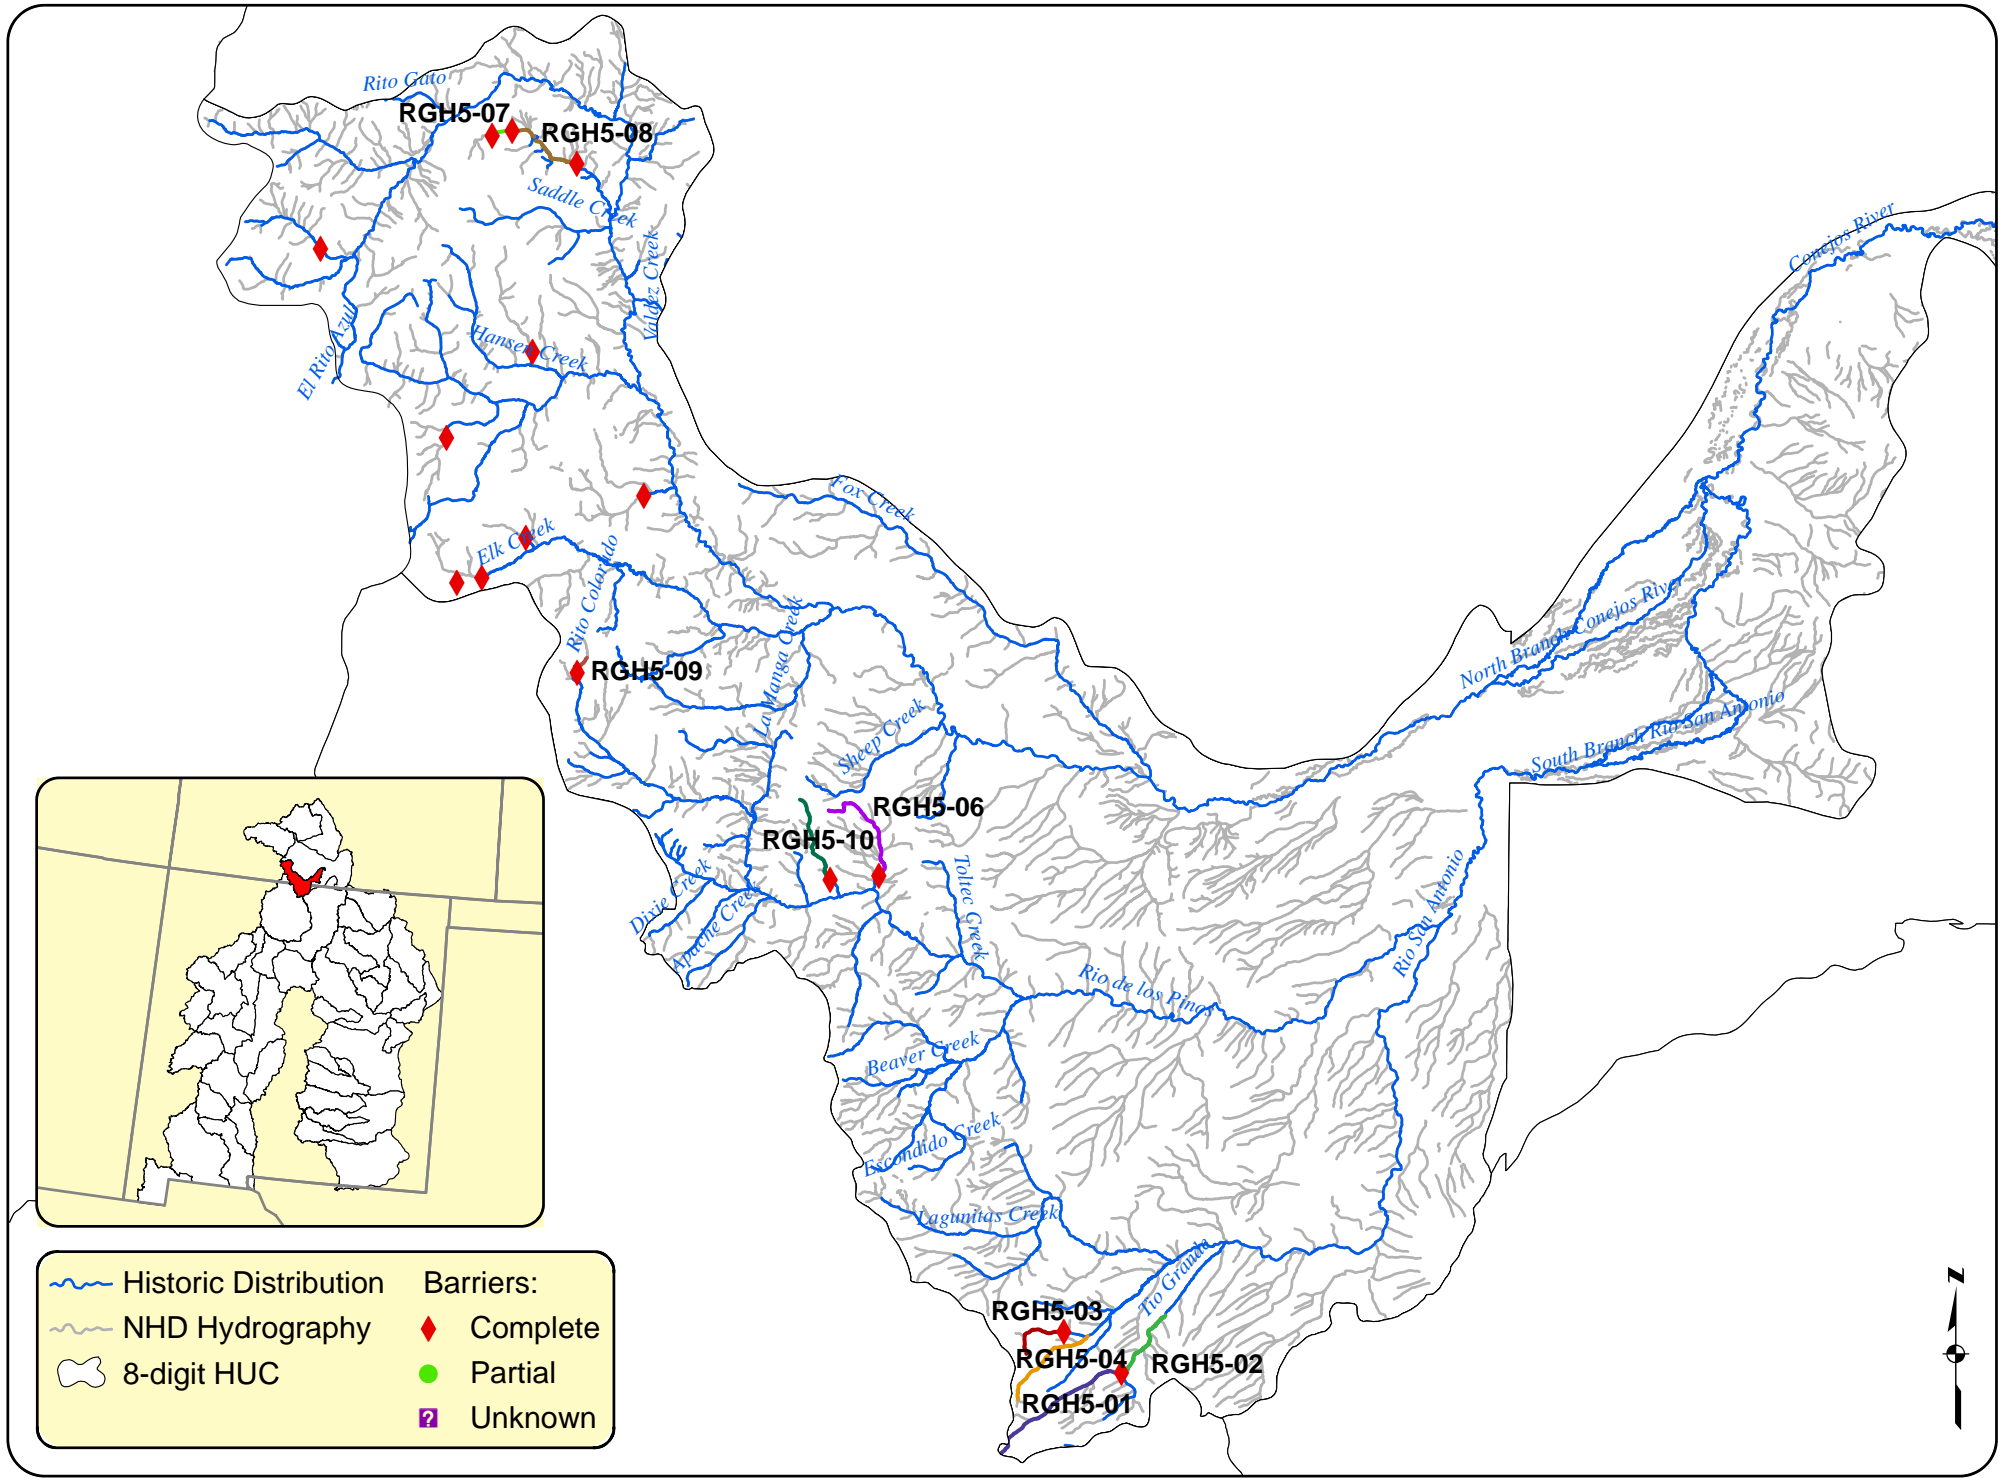 Rito Gato
RGH5-07
RGH5-08
Saddle Creek
Valdez Creek
Conejos River
El Rito Azul
Hansen Creek
Fox Creek
Elk Creek
Rito Colorado
La Manga Creek
North Branch Conejos River
RGH5-09
South Branch Rio San Antonio
Sheep Creek
RGH5-06
RGH5-10
Dixie Creek
Apache Creek
Toltec Creek
Rio San Antonio
Rio de los Pinos
Beaver Creek
Escondido Creek
Lagunitas Creek
Tio Grande
RGH5-03
RGH5-04
RGH5-02
RGH5-01
Historic Distribution
NHD Hydrography
8-digit HUC
Barriers:
Complete
Partial
?
Unknown
N